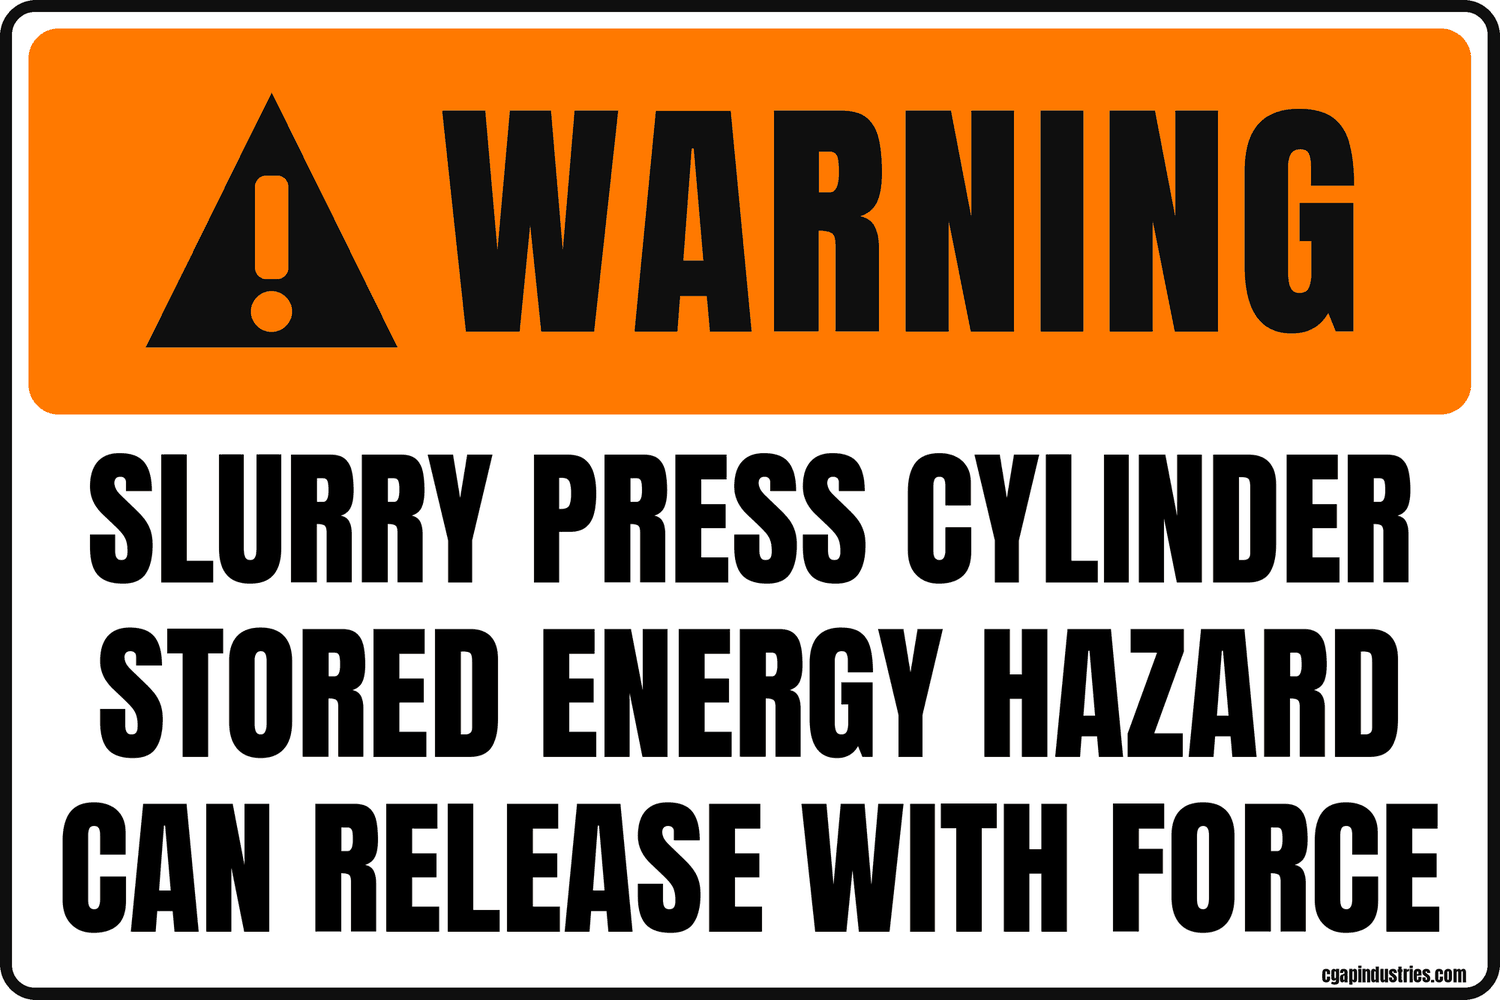 WARNING
SLURRY PRESS CYLINDER
STORED ENERGY HAZARD
CAN RELEASE WITH FORCE
cgapindustries.com